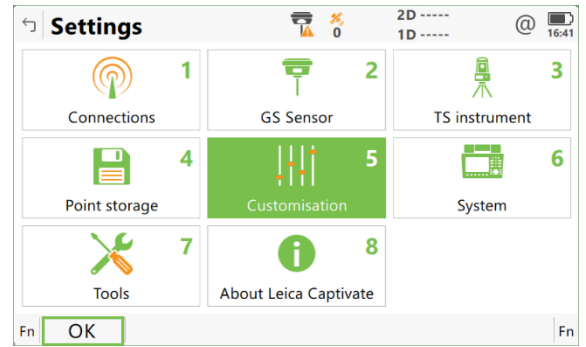 Settings
0
2D -----
1D -----
@
16:41
1
Connections
2
GS Sensor
3
TS instrument
4
Point storage
5
Customisation
6
System
7
Tools
8
i
About Leica Captivate
Fn
OK
Fn